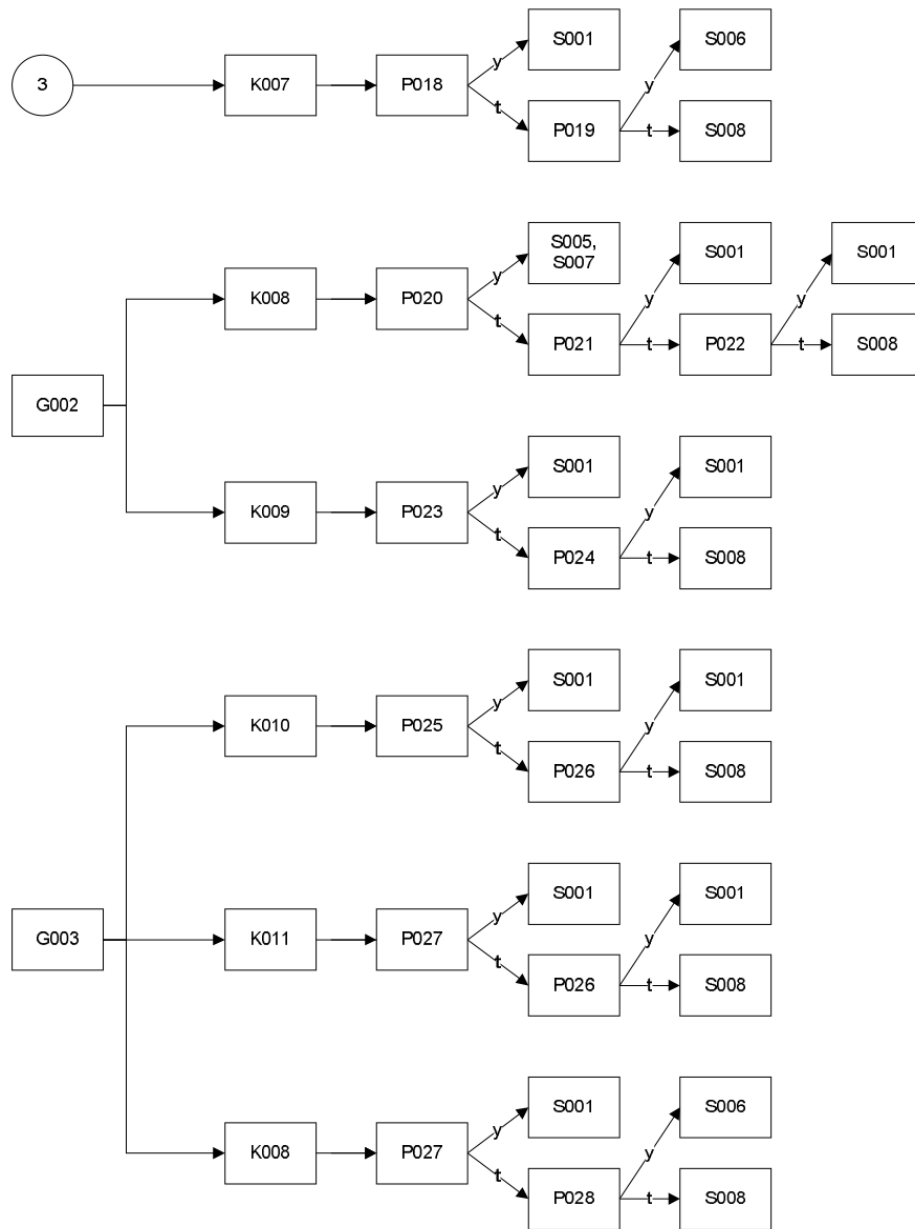 S001
S006
3
K007
P018
y
y
t
P019
t
S008
S005,
S007
S001
S001
K008
P020
y
y
y
t
P021
t
P022
t
S008
G002
S001
S001
K009
P023
y
y
t
P024
t
S008
S001
S001
K010
P025
y
y
t
P026
t
S008
S001
S001
G003
K011
P027
y
y
t
P026
t
S008
S001
S006
K008
P027
y
y
t
P028
t
S008